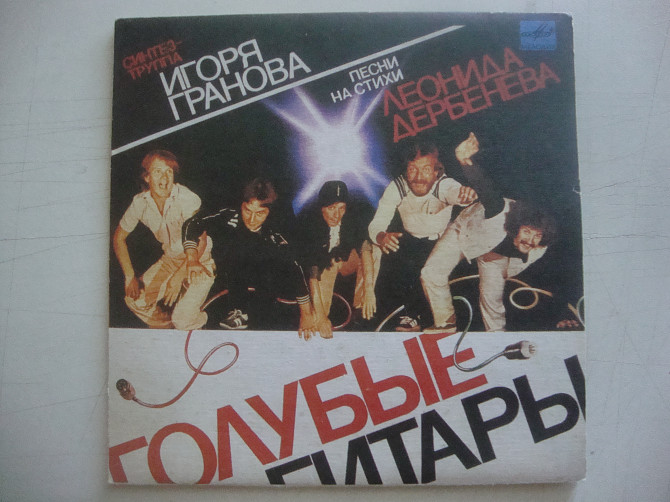 СИНТЕЗ-
ГРУППА
ИГОРЯ
ГРАНОВА
ПЕСНИ
НА СТИХИ
ЛЕОНИДА
ДЕРБЕНЕВА
ГОЛУБЫЕ
ГИТАРЫ